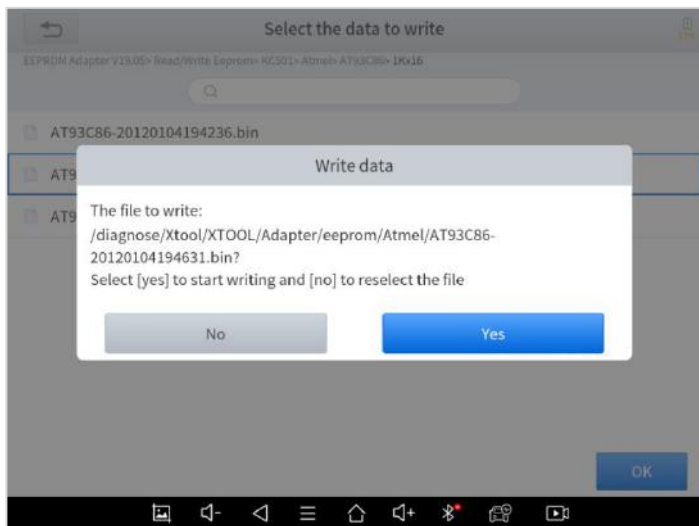 Select the data to write
EEPROM Adapter V19.05> Read/Write Eeprom> KC501> Atmel> AT93C86> 1Kx16
AT93C86-20120104194236.bin
AT9
AT9
Write data
The file to write:
/diagnose/Xtool/XTOOL/Adapter/eeprom/Atmel/AT93C86-
20120104194631.bin?
Select [yes] to start writing and [no] to reselect the file
No
Yes
OK